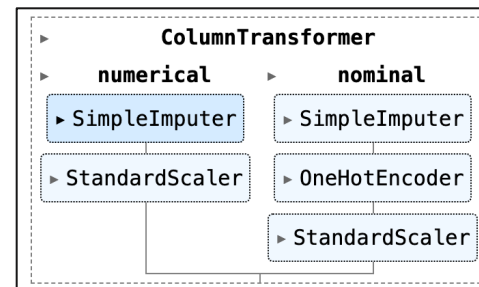 ColumnTransformer
numerical
nominal
SimpleImputer
SimpleImputer
StandardScaler
OneHotEncoder
StandardScaler